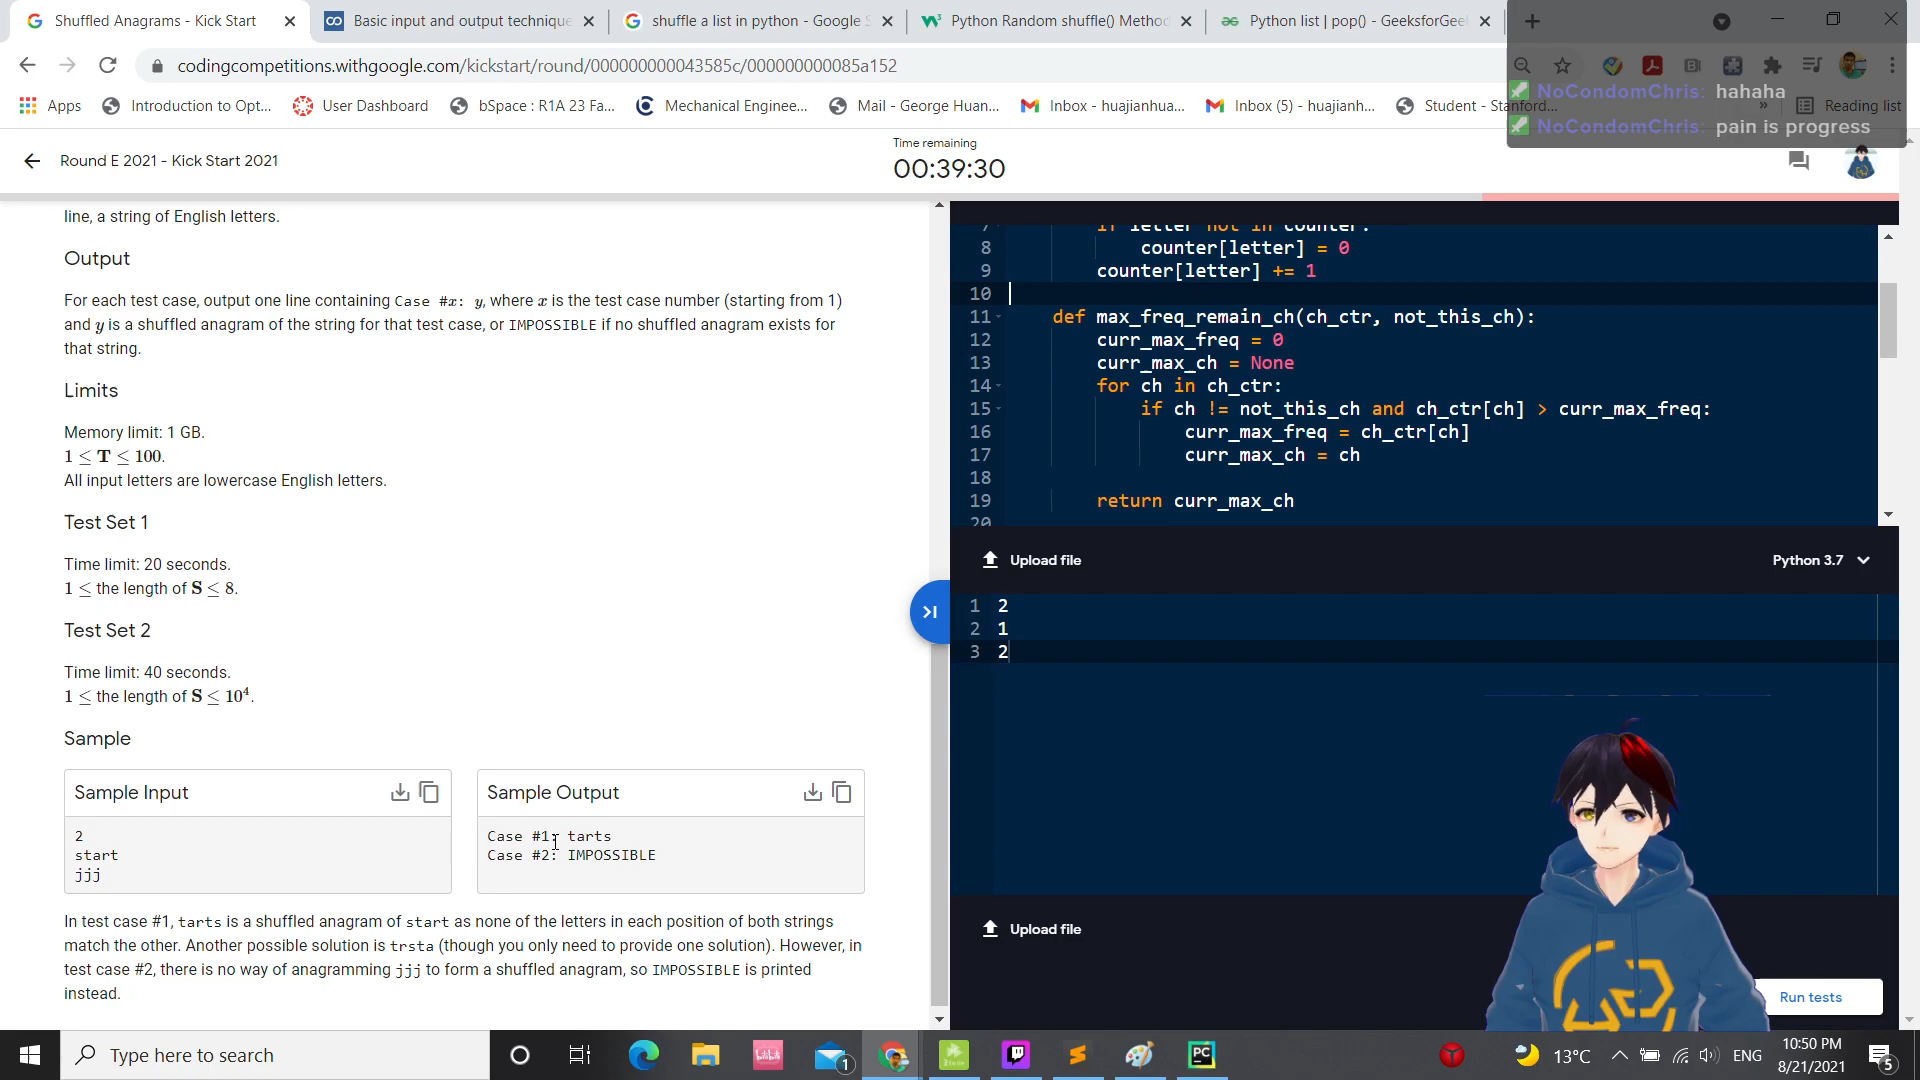 Shuffled Anagrams - Kick Start
Basic input and output technique
shuffle a list in python - Google S
Python Random shuffle() Method
Python list | pop() - GeeksforGeek
codingcompetitions.withgoogle.com/kickstart/round/000000000043585c/000000000085a152
NoCondomChris: hahaha
Apps
Introduction to Opt...
User Dashboard
bSpace : R1A 23 Fa...
Mechanical Enginee...
Mail - George Huan...
Inbox - huajianhua...
Inbox (5) - huajianh...
Student - Stanford...
»
Reading list
NoCondomChris: pain is progress
Round E 2021 - Kick Start 2021
Time remaining
00:39:30
line, a string of English letters.
Output
For each test case, output one line containing Case #x: y, where x is the test case number (starting from 1)
and y is a shuffled anagram of the string for that test case, or IMPOSSIBLE if no shuffled anagram exists for
that string.
Limits
Memory limit: 1 GB.
1 ≤ T ≤ 100.
All input letters are lowercase English letters.
Test Set 1
Time limit: 20 seconds.
1 ≤ the length of S ≤ 8.
Test Set 2
Time limit: 40 seconds.
1 ≤ the length of S ≤ 10⁴.
Sample
Sample Input
Sample Output
2
start
jjj
Case #1: tarts
Case #2: IMPOSSIBLE
In test case #1, tarts is a shuffled anagram of start as none of the letters in each position of both strings
match the other. Another possible solution is trsta (though you only need to provide one solution). However, in
test case #2, there is no way of anagramming jjj to form a shuffled anagram, so IMPOSSIBLE is printed
instead.
7 if letter not in counter:
8 counter[letter] = 0
9 counter[letter] += 1
10
11 def max_freq_remain_ch(ch_ctr, not_this_ch):
12 curr_max_freq = 0
13 curr_max_ch = None
14 for ch in ch_ctr:
15 if ch != not_this_ch and ch_ctr[ch] > curr_max_freq:
16 curr_max_freq = ch_ctr[ch]
17 curr_max_ch = ch
18
19 return curr_max_ch
20
Upload file
Python 3.7
1 2
2 1
3 2
Upload file
Run tests
Type here to search
1
PC
13°C
ENG
10:50 PM
8/21/2021
5